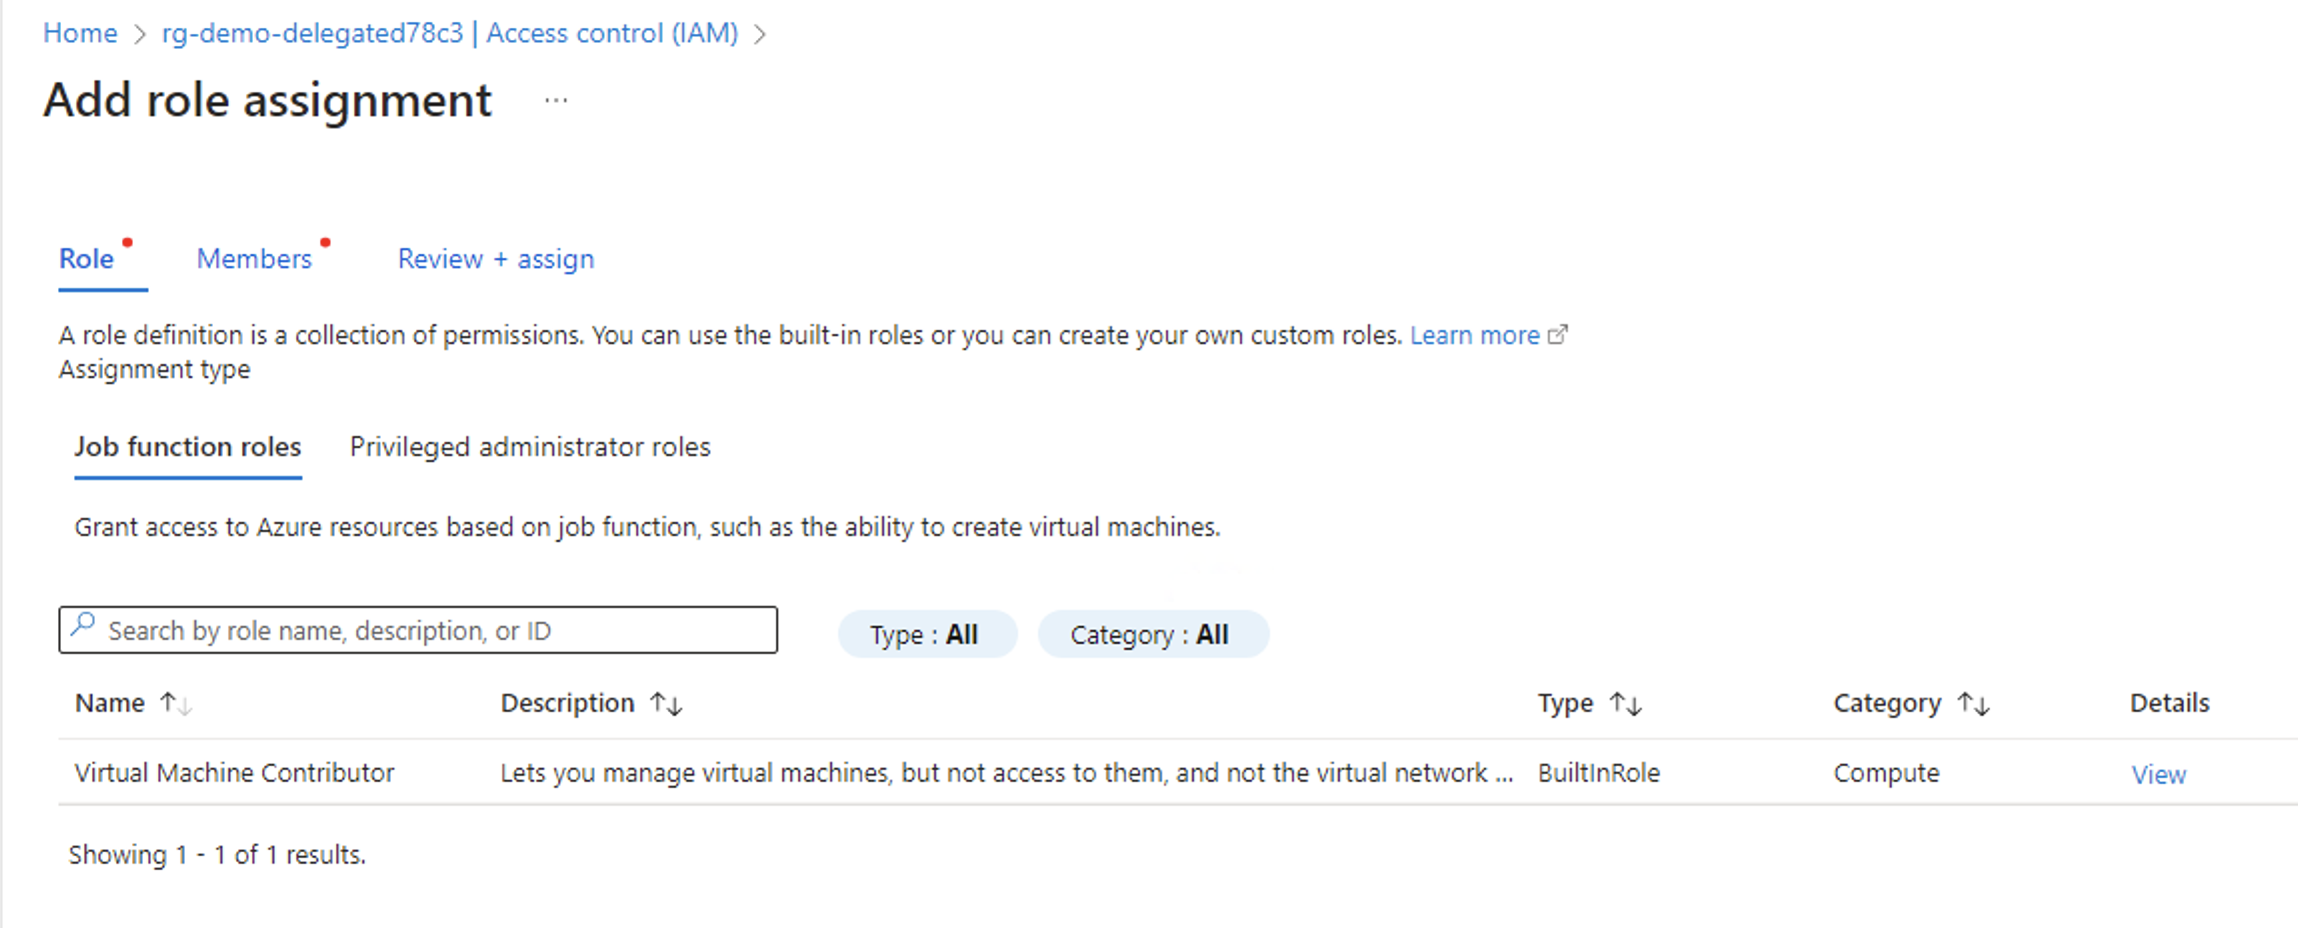 Home > rg-demo-delegated78c3 | Access control (IAM) >
Add role assignment ...
Role Members Review + assign
A role definition is a collection of permissions. You can use the built-in roles or you can create your own custom roles. Learn more
Assignment type
Job function roles Privileged administrator roles
Grant access to Azure resources based on job function, such as the ability to create virtual machines.
Search by role name, description, or ID Type : All Category : All
Name ↑↓ Description ↑↓ Type ↑↓ Category ↑↓ Details
Virtual Machine Contributor Lets you manage virtual machines, but not access to them, and not the virtual network ... BuiltInRole Compute View
Showing 1 - 1 of 1 results.